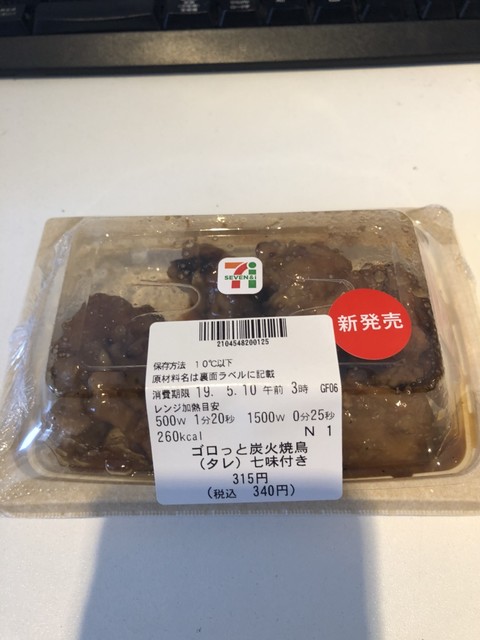 SEVEN&i
新発売
2104548200125
保存方法 10℃以下
原材料名は裏面ラベルに記載
消費期限 19. 5.10 午前 3時 GF06
レンジ加熱目安
500W 1分20秒 1500W 0分25秒
260kcal N 1
ゴロっと炭火焼鳥
(タレ)七味付き
315円
(税込 340円)